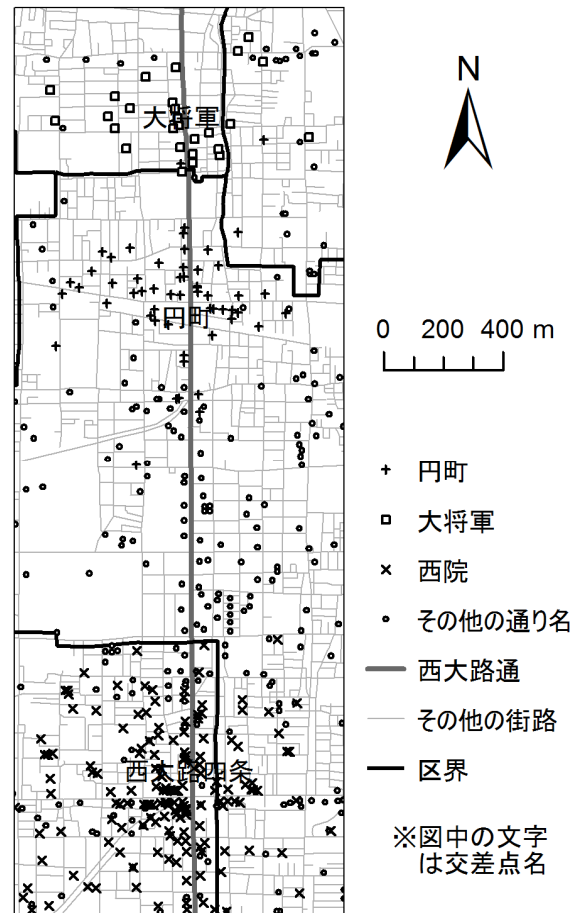 大将軍
円町
西大路四条
N
0 200 400 m
円町
大将軍
西院
その他の通り名
西大路通
その他の街路
区界
※図中の文字
は交差点名